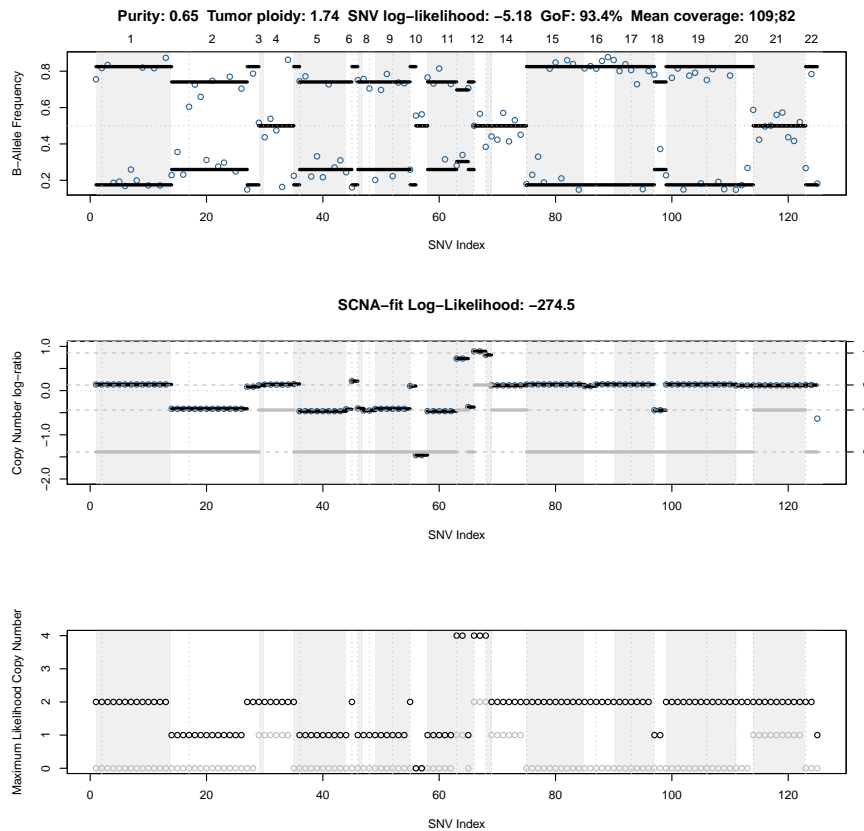 Purity: 0.65 Tumor ploidy: 1.74 SNV log−likelihood: −5.18 GoF: 93.4% Mean coverage: 109;82
1 2 3 4 5 6 8 9 10 11 12 14 15 16 17 18 19 20 21 22
B−Allele Frequency
0.8
0.6
0.4
0.2
0 20 40 60 80 100 120
SNV Index
SCNA−fit Log−Likelihood: −274.5
Copy Number log−ratio
1.0
0.0
−1.0
−2.0
0 20 40 60 80 100 120
SNV Index
Maximum Likelihood Copy Number
4
3
2
1
0
0 20 40 60 80 100 120
SNV Index